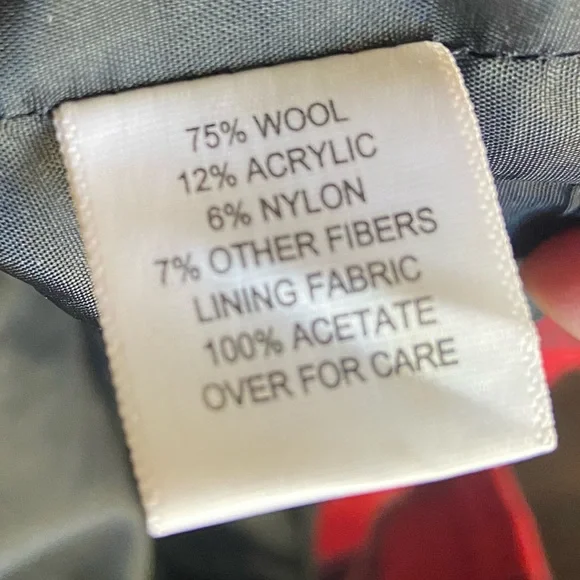 75% WOOL
12% ACRYLIC
6% NYLON
7% OTHER FIBERS
LINING FABRIC
100% ACETATE
OVER FOR CARE